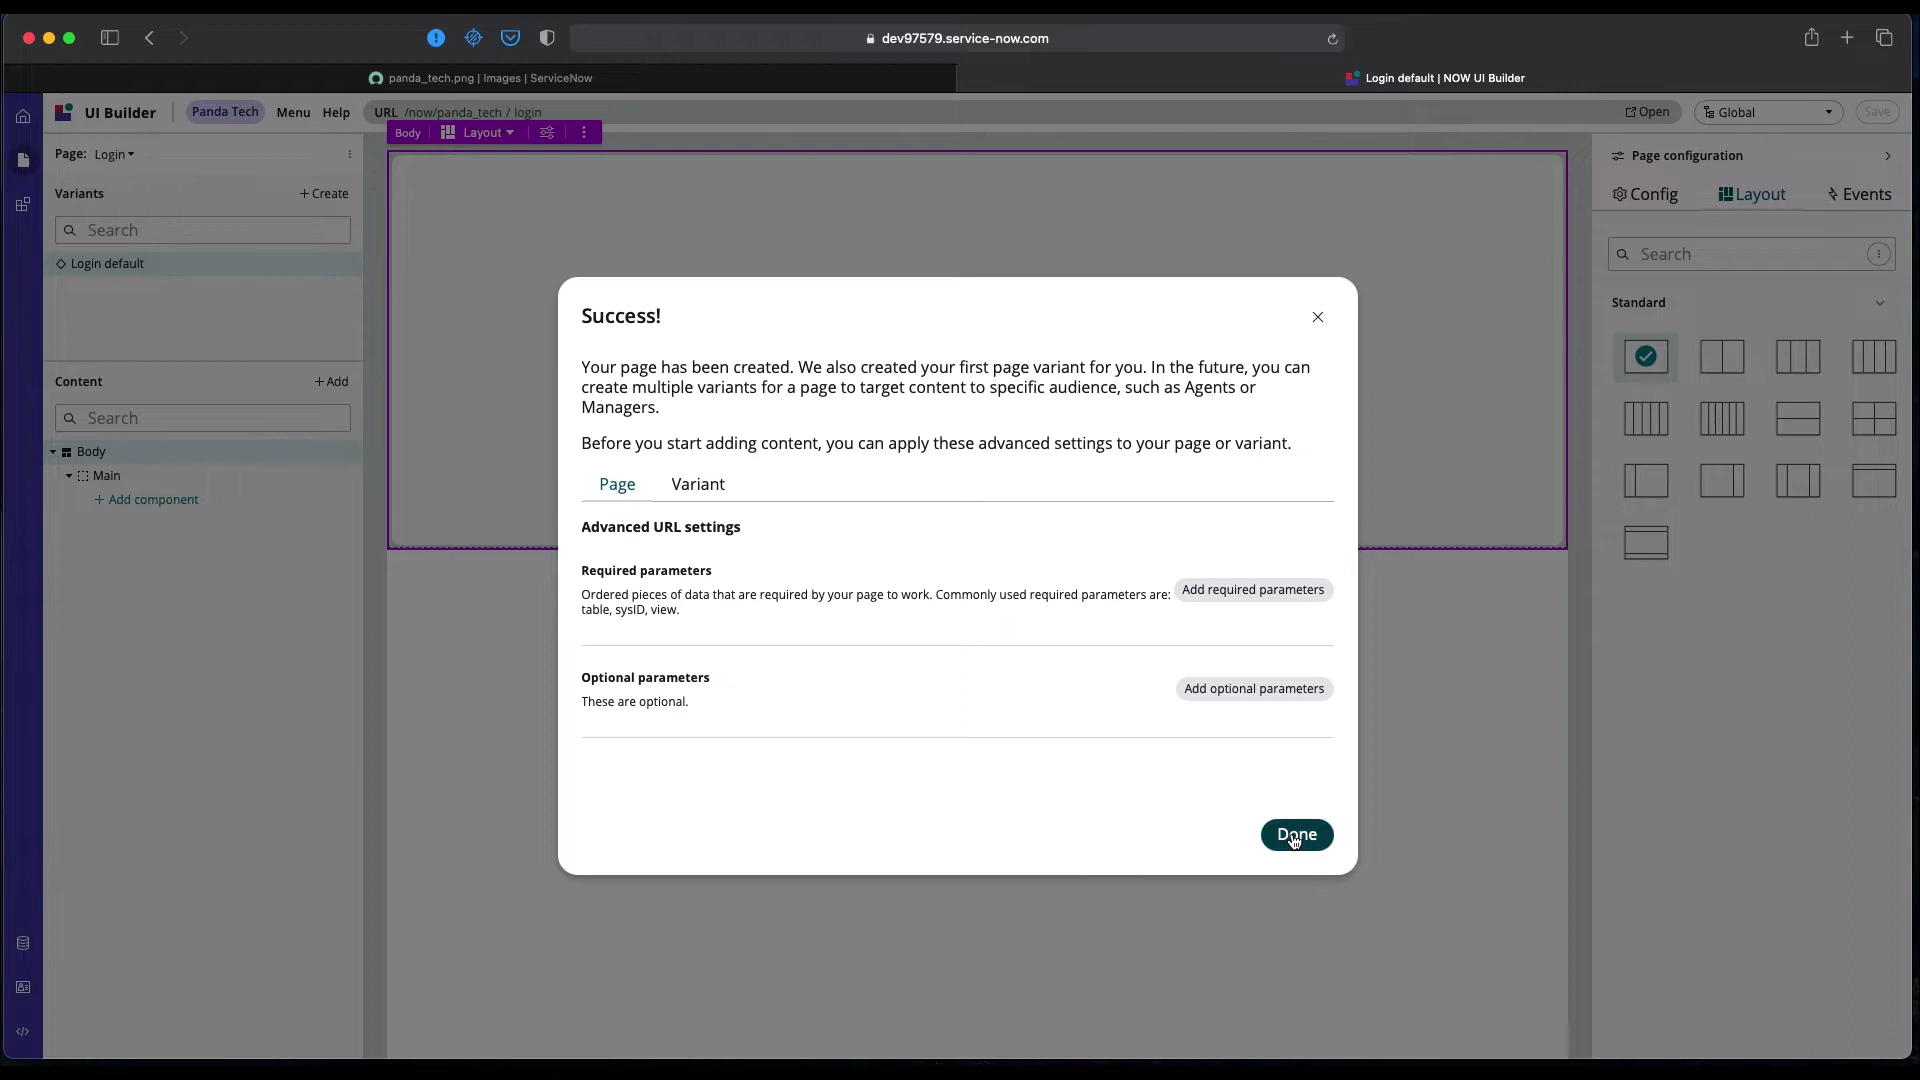 dev97579.service-now.com
panda_tech.png | Images | ServiceNow
Login default | NOW UI Builder
UI Builder
Panda Tech
Menu
Help
URL /now/panda_tech / login
Open
Global
Save
Body
Layout
Page: Login
Variants
+ Create
Search
Login default
Content
+ Add
Search
Body
Main
+ Add component
Page configuration
Config
Layout
Events
Search
Standard
Success!
Your page has been created. We also created your first page variant for you. In the future, you can
create multiple variants for a page to target content to specific audience, such as Agents or
Managers.
Before you start adding content, you can apply these advanced settings to your page or variant.
Page
Variant
Advanced URL settings
Required parameters
Ordered pieces of data that are required by your page to work. Commonly used required parameters are:
table, sysID, view.
Add required parameters
Optional parameters
These are optional.
Add optional parameters
Done